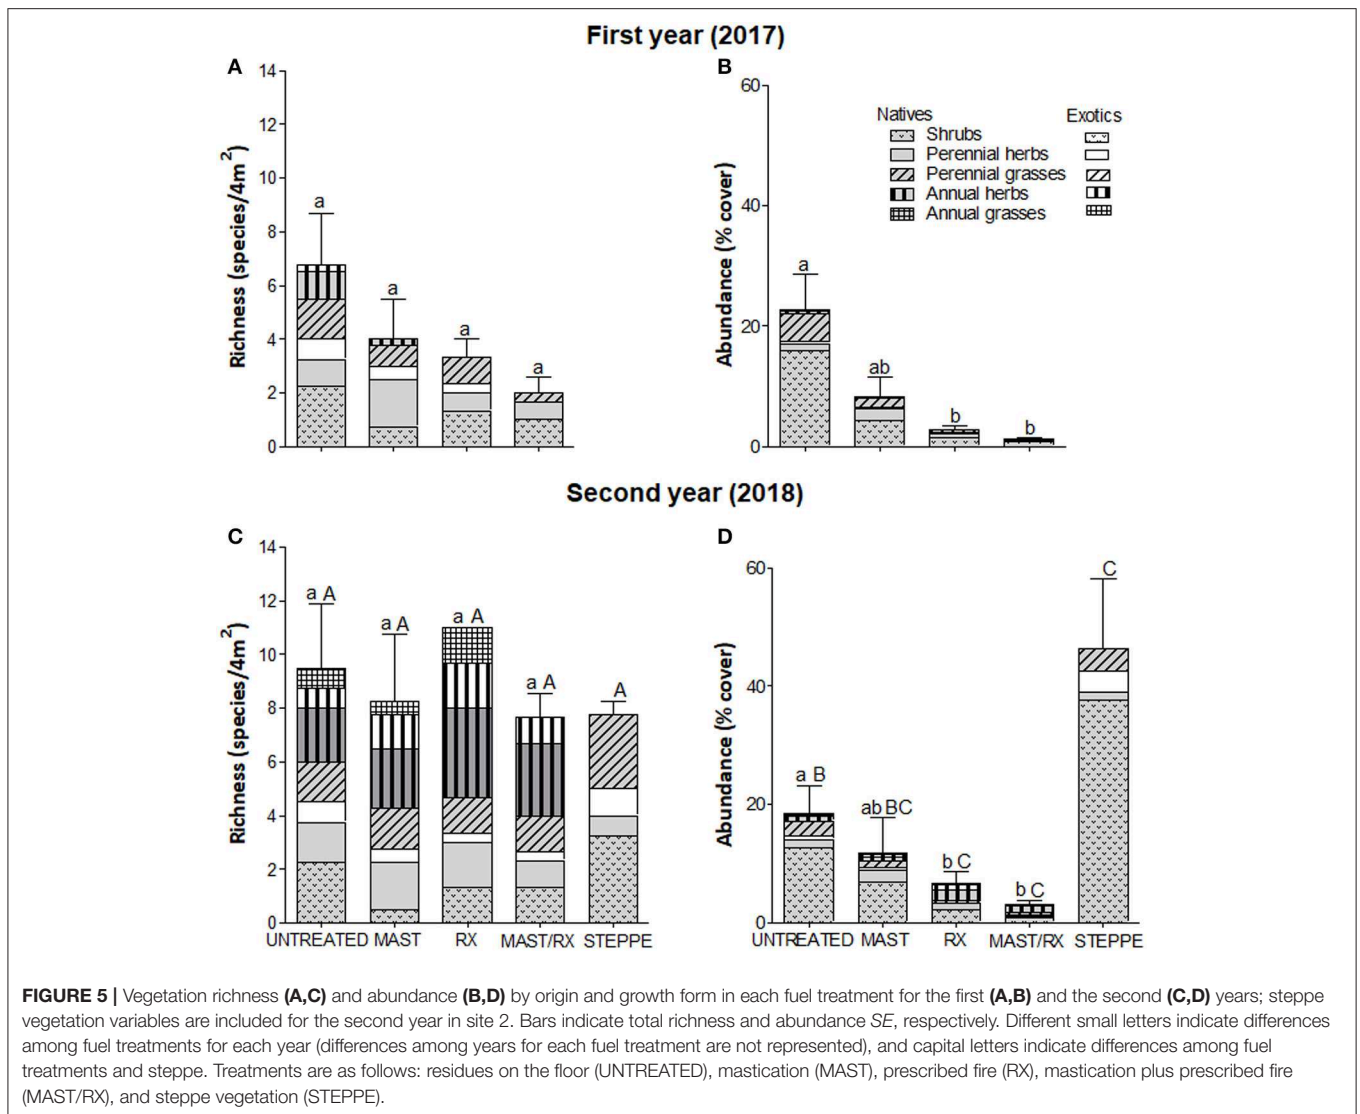 First year (2017)
A
B
14
12
10
8
6
4
2
0
Richness (species/4m²)
a
a
a
a
60
40
20
0
Abundance (% cover)
a
ab
b
b
Natives
Exotics
Shrubs
Perennial herbs
Perennial grasses
Annual herbs
Annual grasses
Second year (2018)
C
D
14
12
10
8
6
4
2
0
Richness (species/4m²)
a A
a A
a A
a A
A
UNTREATED MAST RX MAST/RX STEPPE
60
40
20
0
Abundance (% cover)
a B
ab BC
b C
b C
C
UNTREATED MAST RX MAST/RX STEPPE
FIGURE 5 | Vegetation richness (A,C) and abundance (B,D) by origin and growth form in each fuel treatment for the first (A,B) and the second (C,D) years; steppe
vegetation variables are included for the second year in site 2. Bars indicate total richness and abundance SE, respectively. Different small letters indicate differences
among fuel treatments for each year (differences among years for each fuel treatment are not represented), and capital letters indicate differences among fuel
treatments and steppe. Treatments are as follows: residues on the floor (UNTREATED), mastication (MAST), prescribed fire (RX), mastication plus prescribed fire
(MAST/RX), and steppe vegetation (STEPPE).